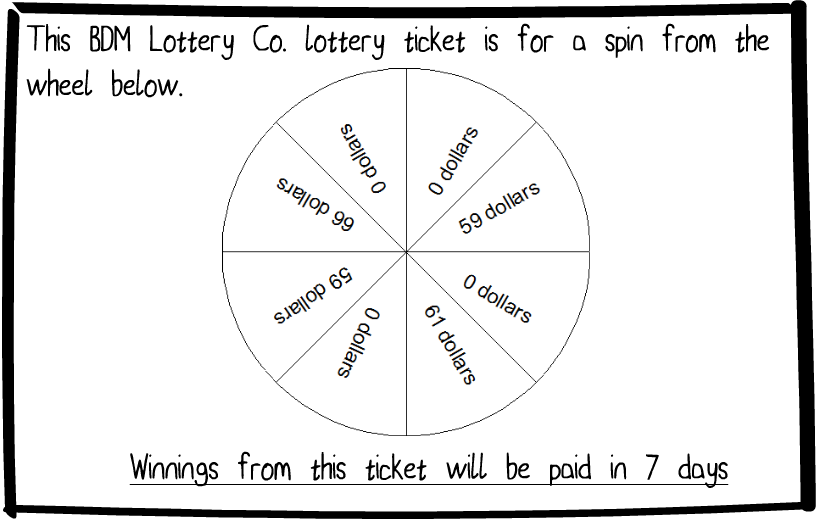 This BDM Lottery Co. lottery ticket is for a spin from the
wheel below.
0 dollars
0 dollars
66 dollars
59 dollars
59 dollars
0 dollars
0 dollars
61 dollars
Winnings from this ticket will be paid in 7 days